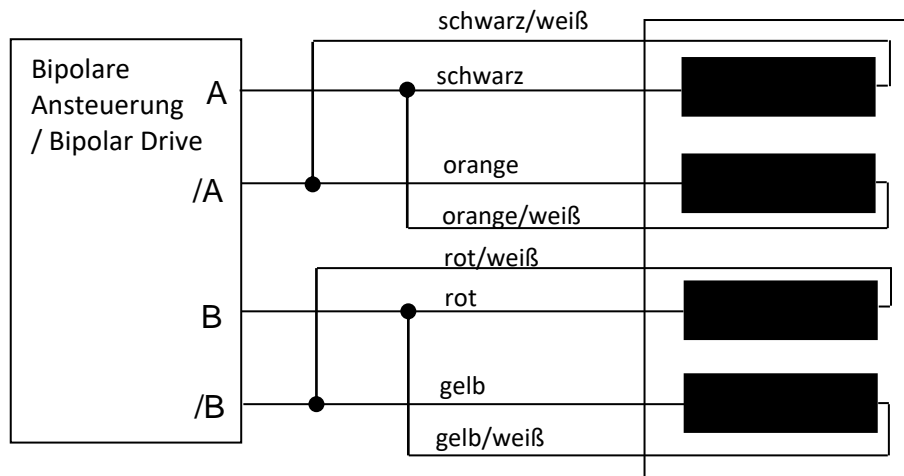 schwarz/weiß
Bipolare
Ansteuerung
/ Bipolar Drive
A
schwarz
/A
orange
orange/weiß
rot/weiß
B
rot
/B
gelb
gelb/weiß